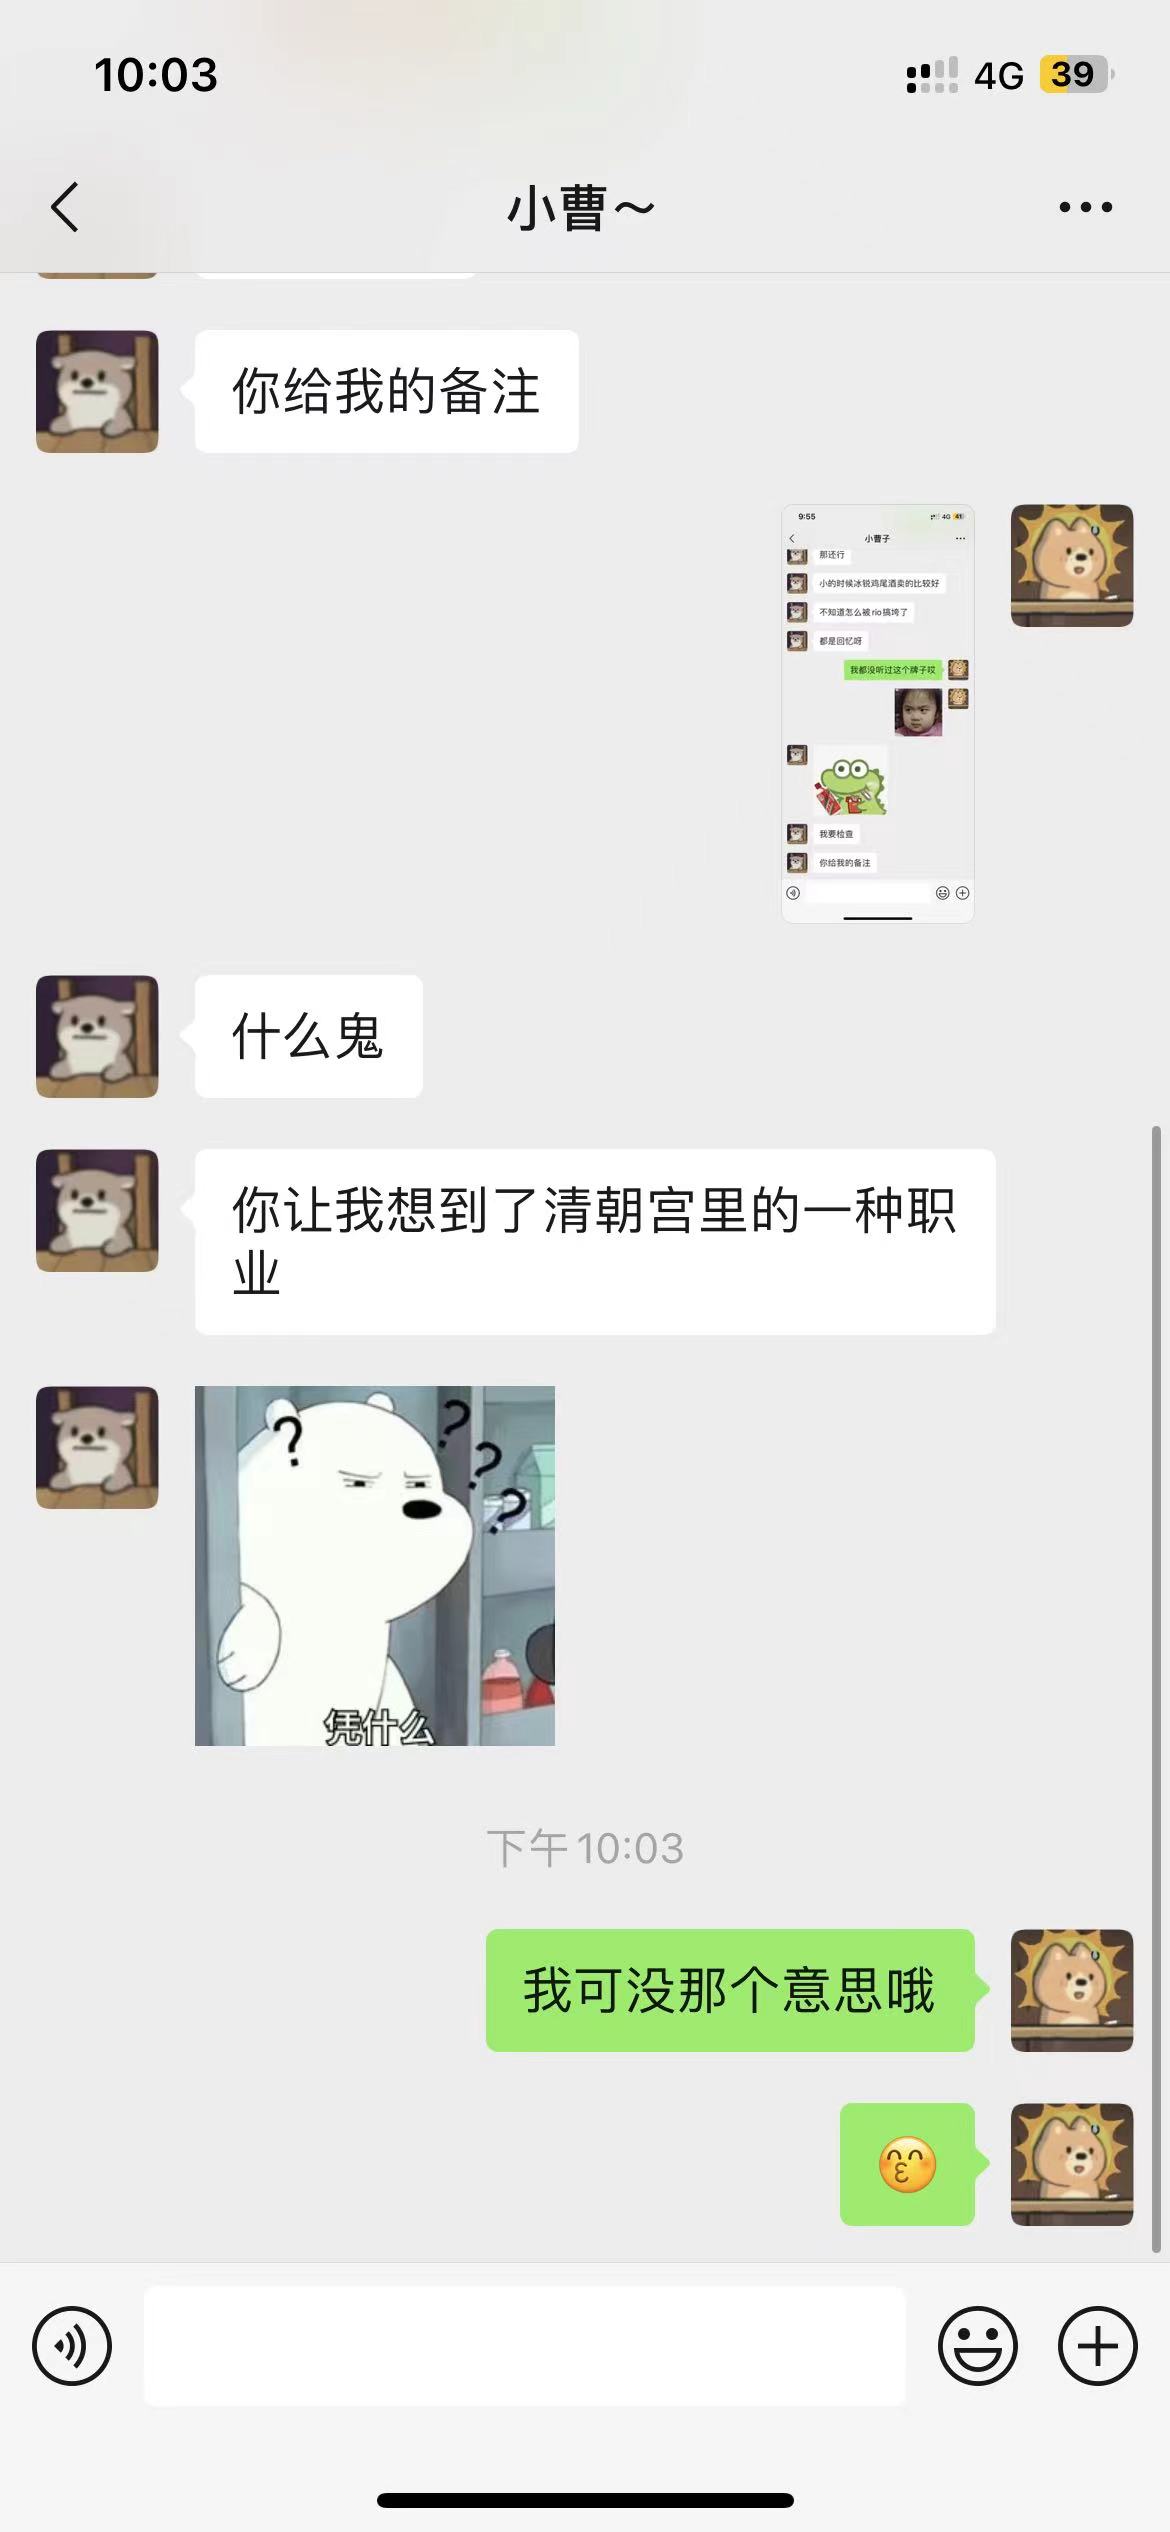 10:03
4G
39
小曹～
你给我的备注
9:55
4G 41
小曹子
那还行
小的时候冰锐鸡尾酒卖的比较好
不知道怎么被rio搞垮了
都是回忆呀
我都没听过这个牌子哎
我要检查
你给我的备注
什么鬼
你让我想到了清朝宫里的一种职
业
? ? ? ?
凭什么
下午10:03
我可没那个意思哦